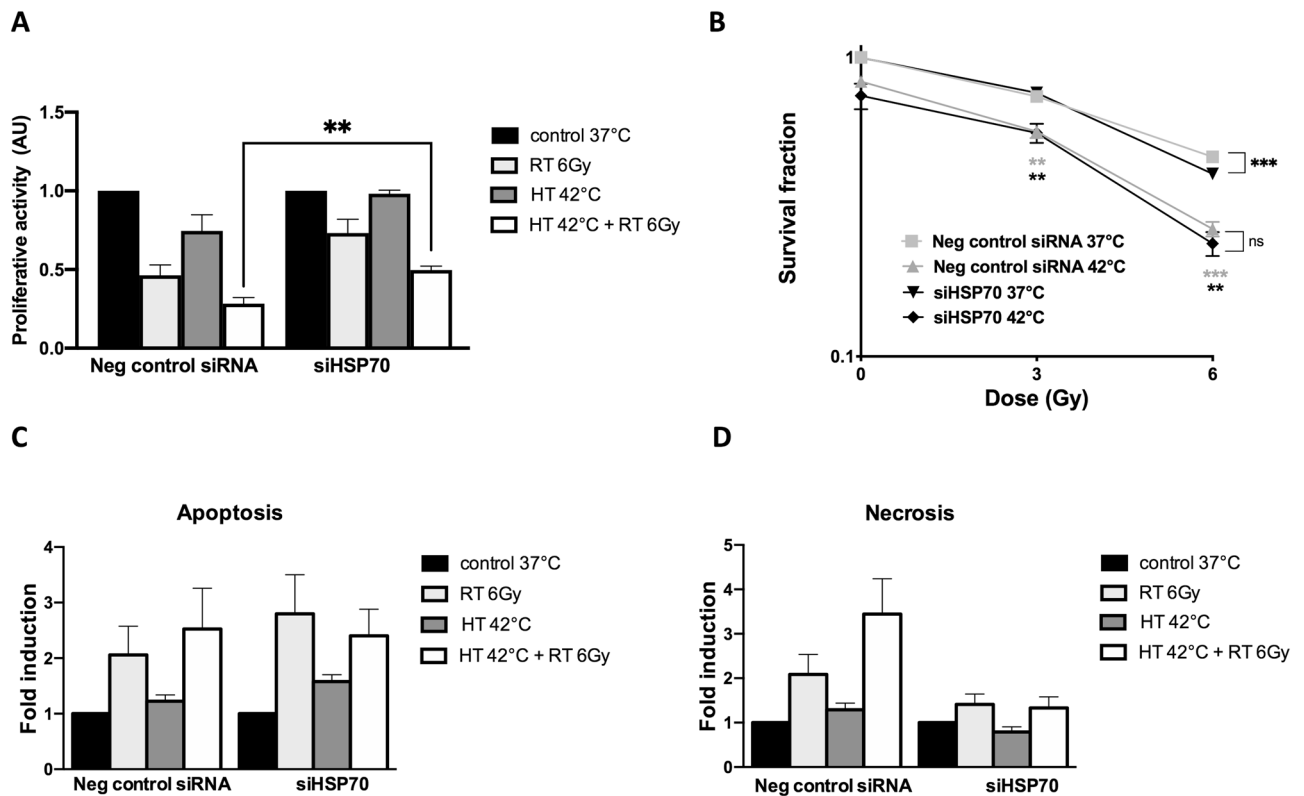 A
Proliferative activity (AU)
1.5
1.0
0.5
0.0
**
Neg control siRNA
siHSP70
control 37°C
RT 6Gy
HT 42°C
HT 42°C + RT 6Gy
B
Survival fraction
1
0.1
0
3
6
Dose (Gy)
**
**
***
ns
***
**
Neg control siRNA 37°C
Neg control siRNA 42°C
siHSP70 37°C
siHSP70 42°C
C
Apoptosis
Fold induction
4
3
2
1
0
Neg control siRNA
siHSP70
control 37°C
RT 6Gy
HT 42°C
HT 42°C + RT 6Gy
D
Necrosis
Fold induction
5
4
3
2
1
0
Neg control siRNA
siHSP70
control 37°C
RT 6Gy
HT 42°C
HT 42°C + RT 6Gy